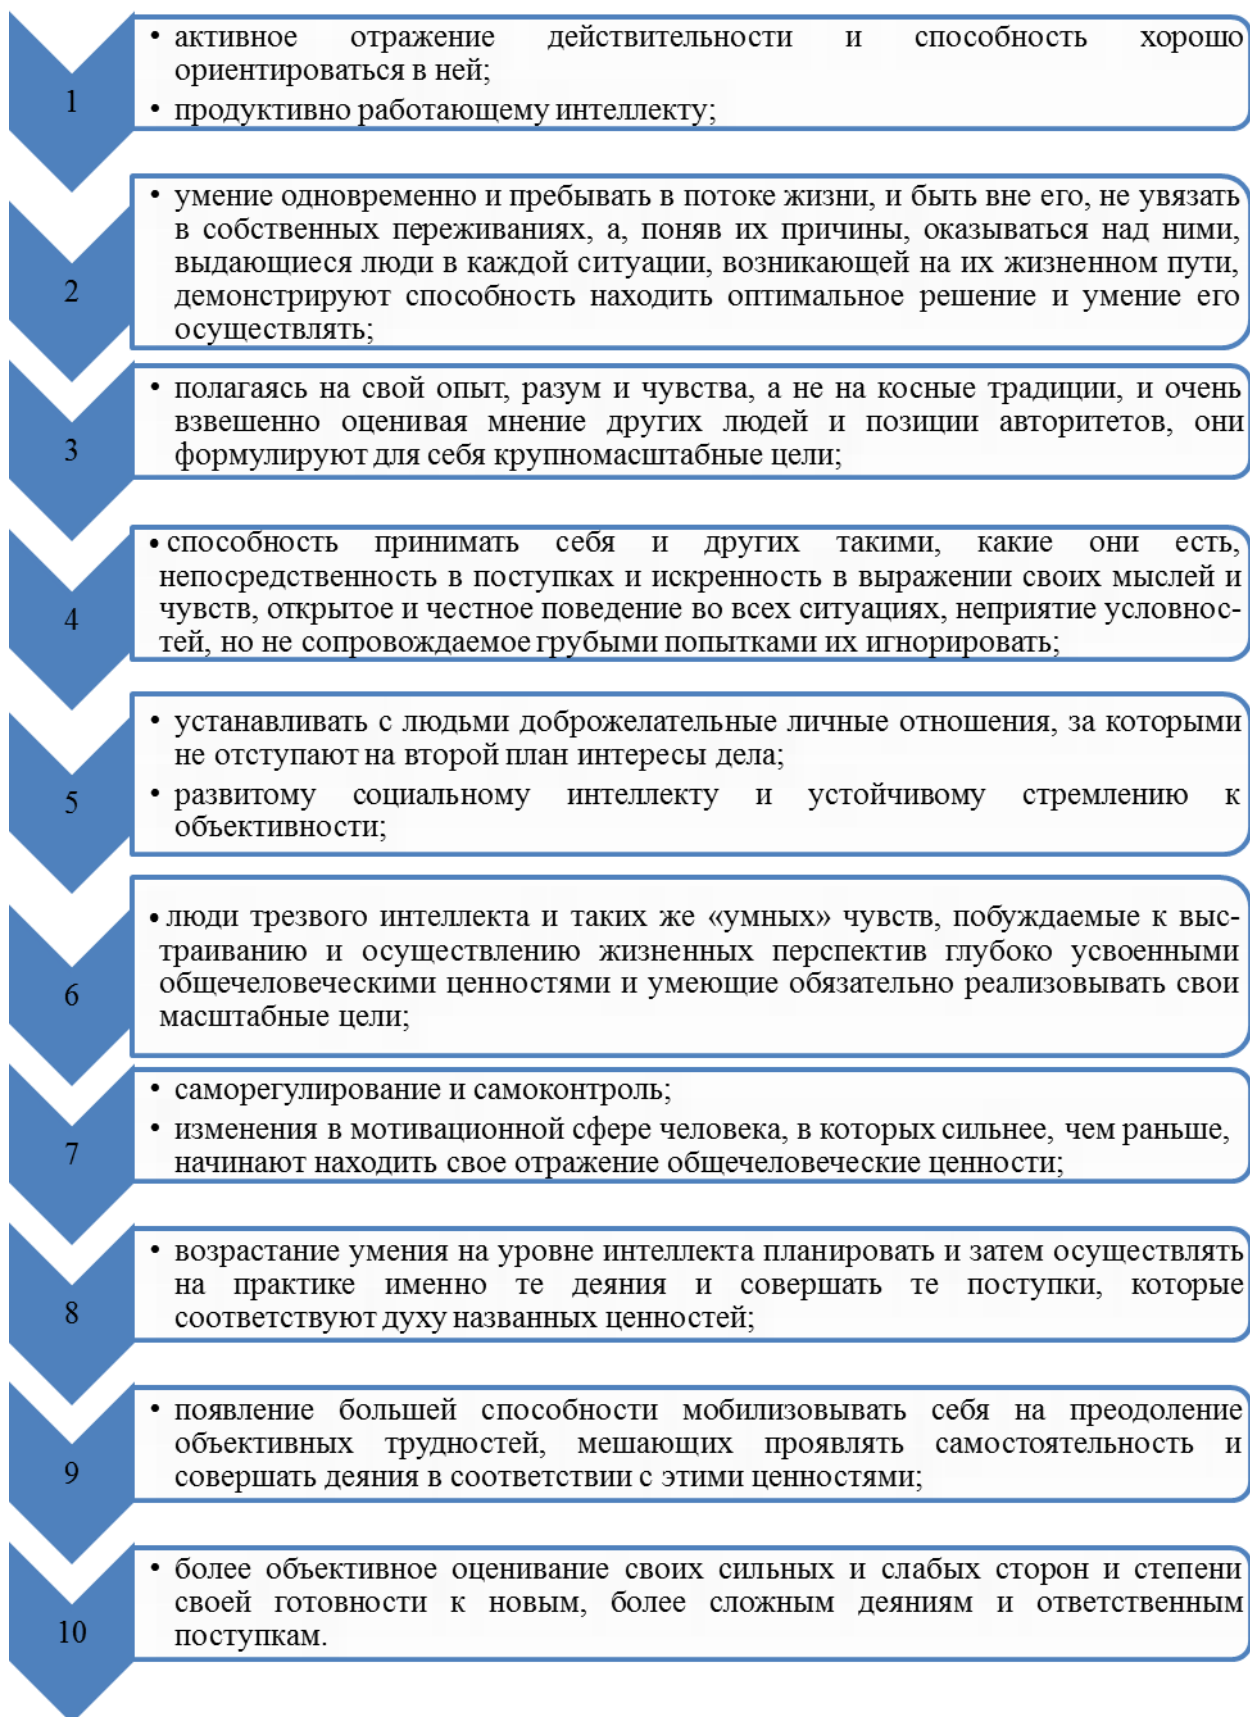 1
• активное отражение действительности и способность хорошо
ориентироваться в ней;
• продуктивно работающему интеллекту;
2
• умение одновременно и пребывать в потоке жизни, и быть вне его, не увязать
в собственных переживаниях, а, поняв их причины, оказываться над ними,
выдающиеся люди в каждой ситуации, возникающей на их жизненном пути,
демонстрируют способность находить оптимальное решение и умение его
осуществлять;
3
• полагаясь на свой опыт, разум и чувства, а не на косные традиции, и очень
взвешенно оценивая мнение других людей и позиции авторитетов, они
формулируют для себя крупномасштабные цели;
4
• способность принимать себя и других такими, какие они есть,
непосредственность в поступках и искренность в выражении своих мыслей и
чувств, открытое и честное поведение во всех ситуациях, неприятие условнос-
тей, но не сопровождаемое грубыми попытками их игнорировать;
5
• устанавливать с людьми доброжелательные личные отношения, за которыми
не отступают на второй план интересы дела;
• развитому социальному интеллекту и устойчивому стремлению к
объективности;
6
• люди трезвого интеллекта и таких же «умных» чувств, побуждаемые к выс-
траиванию и осуществлению жизненных перспектив глубоко усвоенными
общечеловеческими ценностями и умеющие обязательно реализовывать свои
масштабные цели;
7
• саморегулирование и самоконтроль;
• изменения в мотивационной сфере человека, в которых сильнее, чем раньше,
начинают находить свое отражение общечеловеческие ценности;
8
• возрастание умения на уровне интеллекта планировать и затем осуществлять
на практике именно те деяния и совершать те поступки, которые
соответствуют духу названных ценностей;
9
• появление большей способности мобилизовывать себя на преодоление
объективных трудностей, мешающих проявлять самостоятельность и
совершать деяния в соответствии с этими ценностями;
10
• более объективное оценивание своих сильных и слабых сторон и степени
своей готовности к новым, более сложным деяниям и ответственным
поступкам.